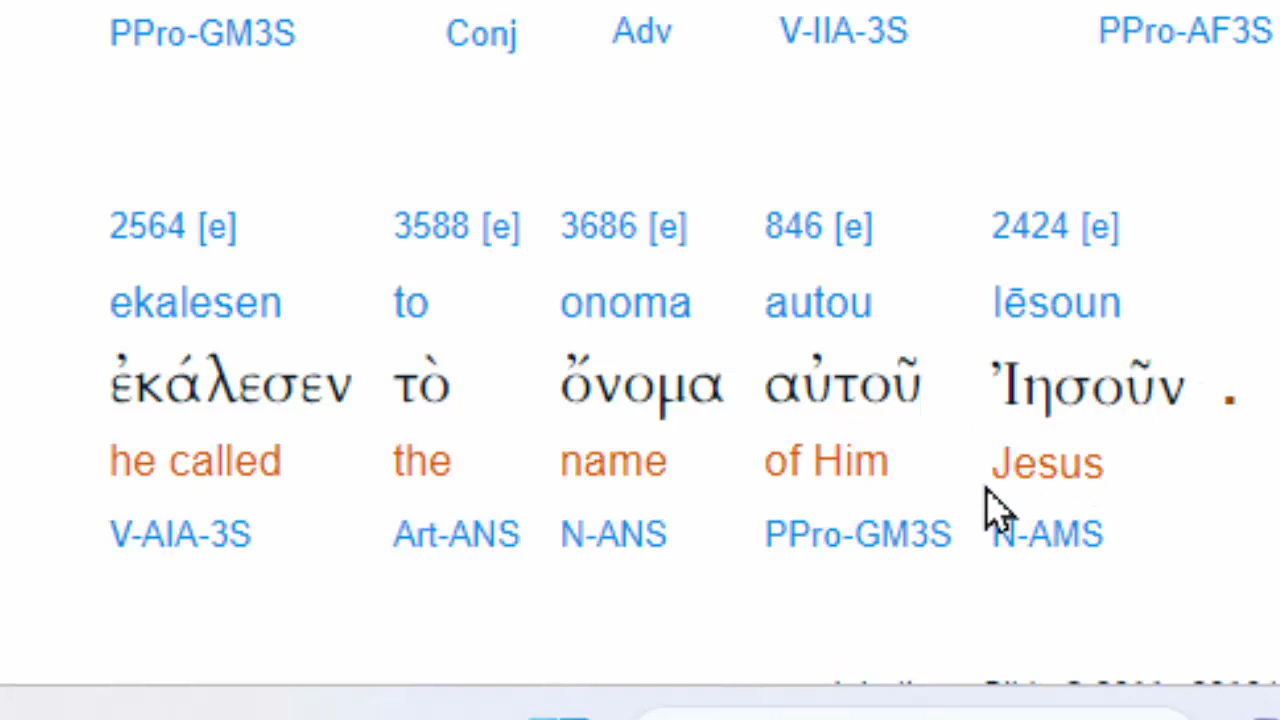 PPro-GM3S Conj Adv V-IIA-3S PPro-AF3S
2564 [e] 3588 [e] 3686 [e] 846 [e] 2424 [e]
ekalesen to onoma autou Iēsoun
ἐκάλεσεν τὸ ὄνομα αὐτοῦ Ἰησοῦν .
he called the name of Him Jesus
V-AIA-3S Art-ANS N-ANS PPro-GM3S N-AMS